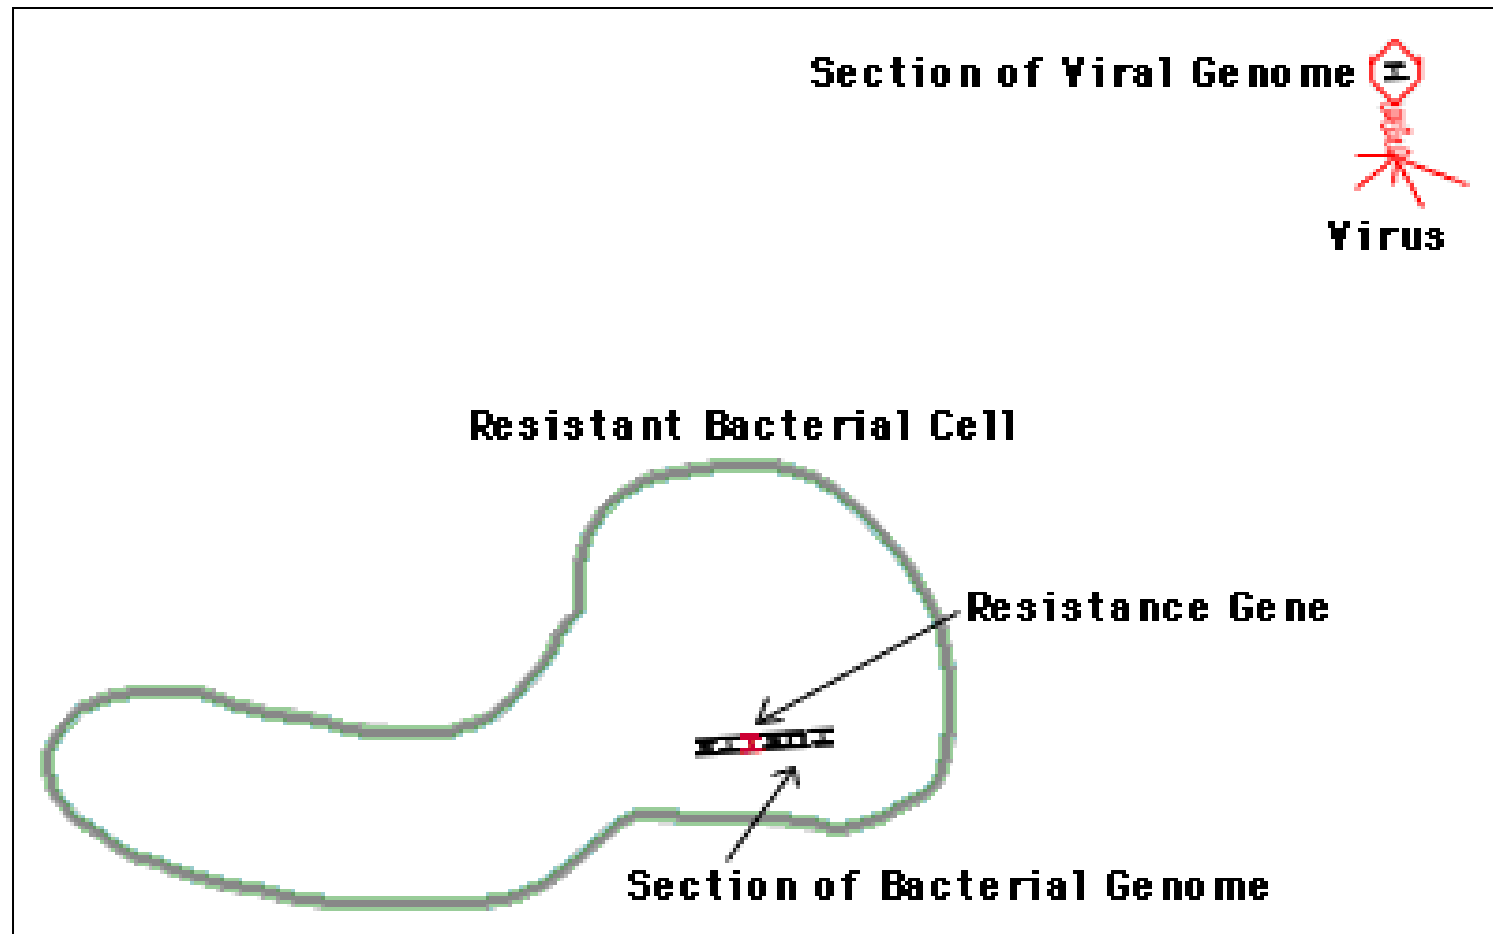 Section of Viral Genome
Virus
Resistant Bacterial Cell
Resistance Gene
Section of Bacterial Genome